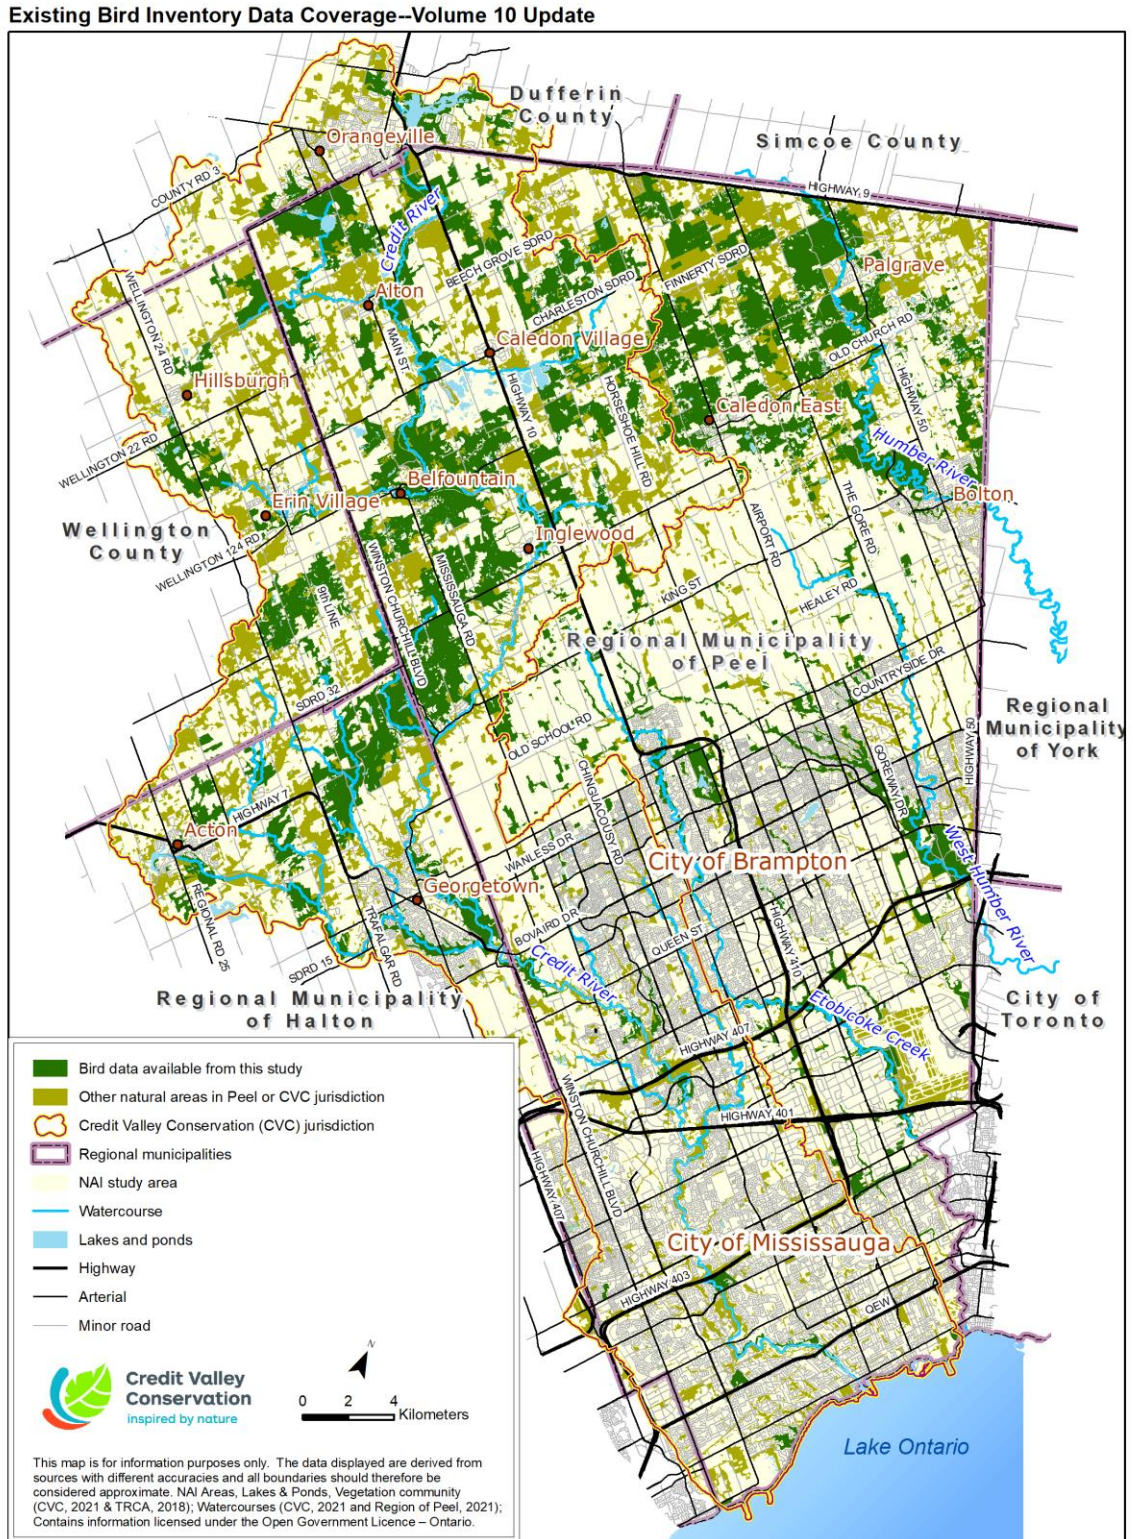 Existing Bird Inventory Data Coverage--Volume 10 Update
Dufferin
County
Simcoe County
Orangeville
COUNTY RD 3
HIGHWAY 9
Credit River
BEECH GROVE SDRD
FINNERTY SDRD
Palgrave
WELLINGTON 24 RD
Alton
CHARLESTON SDRD
MAIN ST.
Caledon Village
OLD CHURCH RD
Hillsburgh
HIGHWAY 10
HORSESHOE HILL RD
HIGHWAY 50
Caledon East
WELLINGTON 22 RD
Humber River
Belfountain
Erin Village
THE GORE RD
Bolton
Wellington
County
AIRPORT RD
Inglewood
WELLINGTON 124 RD
WINSTON CHURCHILL BLVD
MISSISSAUGA RD
9th LINE
KING ST
HEALEY RD
Regional Municipality
of Peel
COUNTRYSIDE DR
SDRD 32
Regional
Municipality
of York
OLD SCHOOL RD
HIGHWAY 50
CHINGUACOUSY RD
GOREWAY DR
HIGHWAY 7
Acton
WANLESS DR
City of Brampton
West Humber River
REGIONAL RD 25
Georgetown
TRAFALGAR RD
BOVAIRD DR
QUEEN ST
HIGHWAY 410
SDRD 15
Credit River
Regional Municipality
of Halton
Etobicoke Creek
City of
Toronto
HIGHWAY 407
WINSTON CHURCHILL BLVD
HIGHWAY 401
HIGHWAY 407
City of Mississauga
HIGHWAY 403
QEW
Lake Ontario
Bird data available from this study
Other natural areas in Peel or CVC jurisdiction
Credit Valley Conservation (CVC) jurisdiction
Regional municipalities
NAI study area
Watercourse
Lakes and ponds
Highway
Arterial
Minor road
N
Credit Valley
Conservation
inspired by nature
0 2 4
Kilometers
This map is for information purposes only. The data displayed are derived from
sources with different accuracies and all boundaries should therefore be
considered approximate. NAI Areas, Lakes & Ponds, Vegetation community
(CVC, 2021 & TRCA, 2018); Watercourses (CVC, 2021 and Region of Peel, 2021);
Contains information licensed under the Open Government Licence – Ontario.